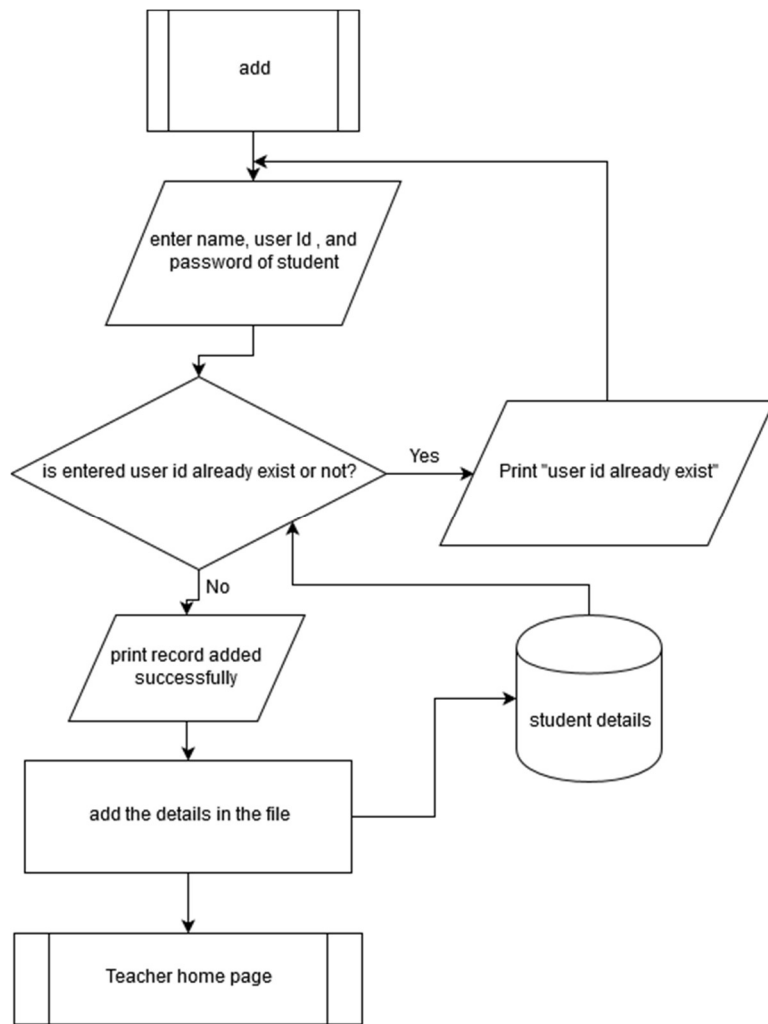 add
enter name, user Id , and
password of student
is entered user id already exist or not?
Yes
Print "user id already exist"
No
print record added
successfully
student details
add the details in the file
Teacher home page